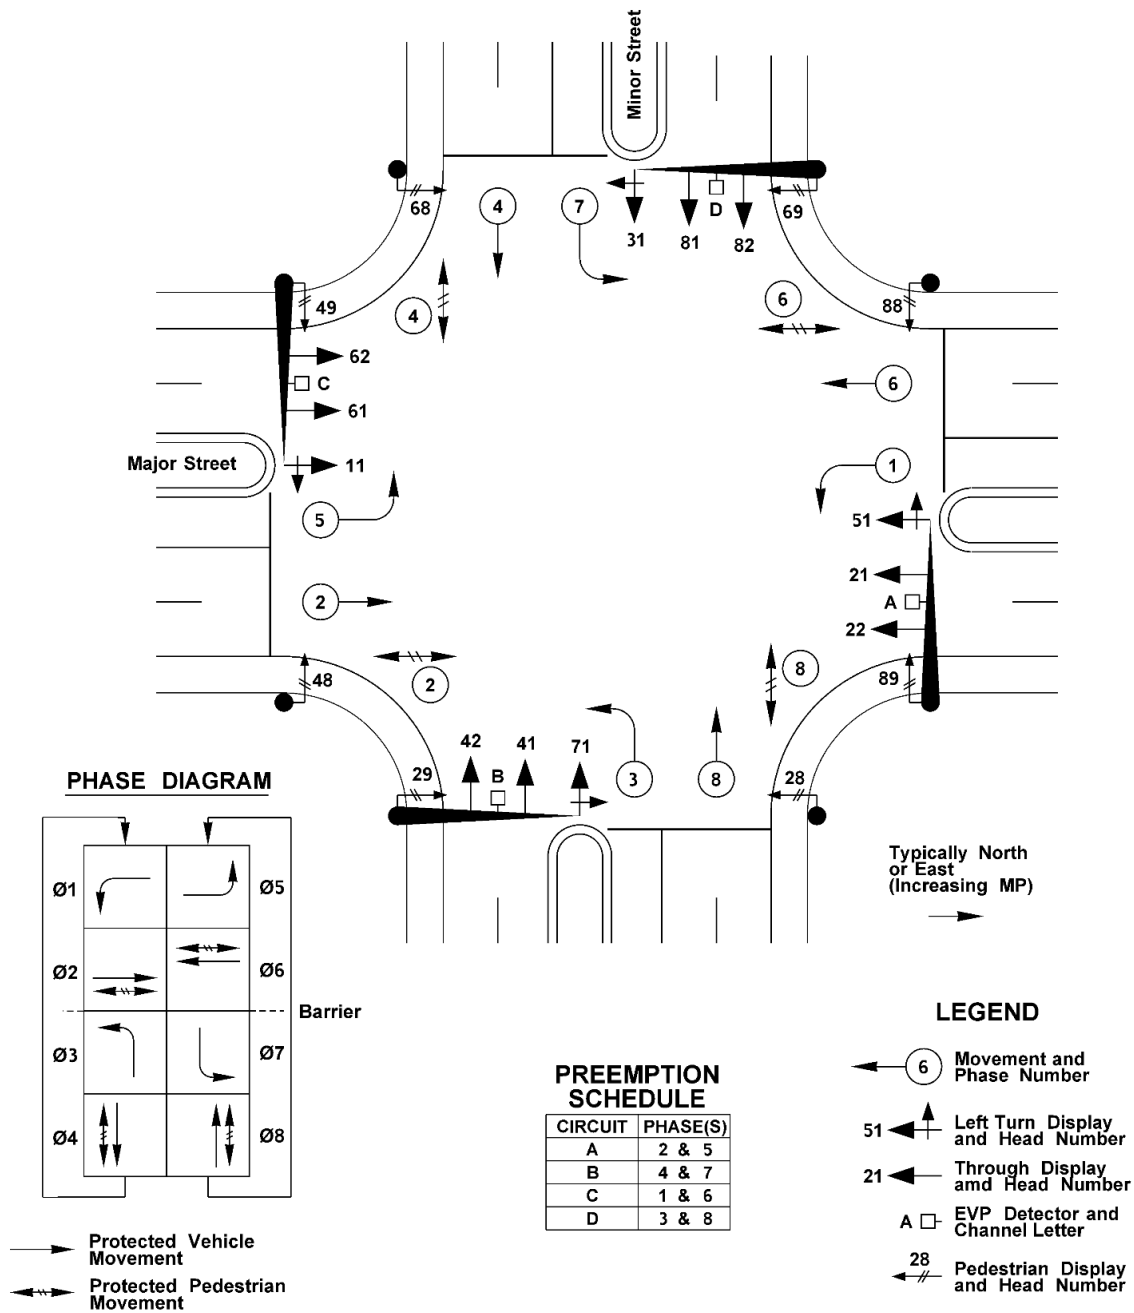 Minor Street
68
4
7
31
81
D
82
69
49
4
6
88
62
C
61
6
Major Street
11
1
5
51
21
2
A
22
48
2
8
89
42
41
71
29
B
3
8
28
PHASE DIAGRAM
Ø1
Ø5
Ø2
Ø6
Barrier
Ø3
Ø7
Ø4
Ø8
Protected Vehicle
Movement
Protected Pedestrian
Movement
PREEMPTION
SCHEDULE
CIRCUIT PHASE(S)
A 2 & 5
B 4 & 7
C 1 & 6
D 3 & 8
Typically North
or East
(Increasing MP)
LEGEND
6 Movement and
Phase Number
51 Left Turn Display
and Head Number
21 Through Display
amd Head Number
A EVP Detector and
Channel Letter
28 Pedestrian Display
and Head Number